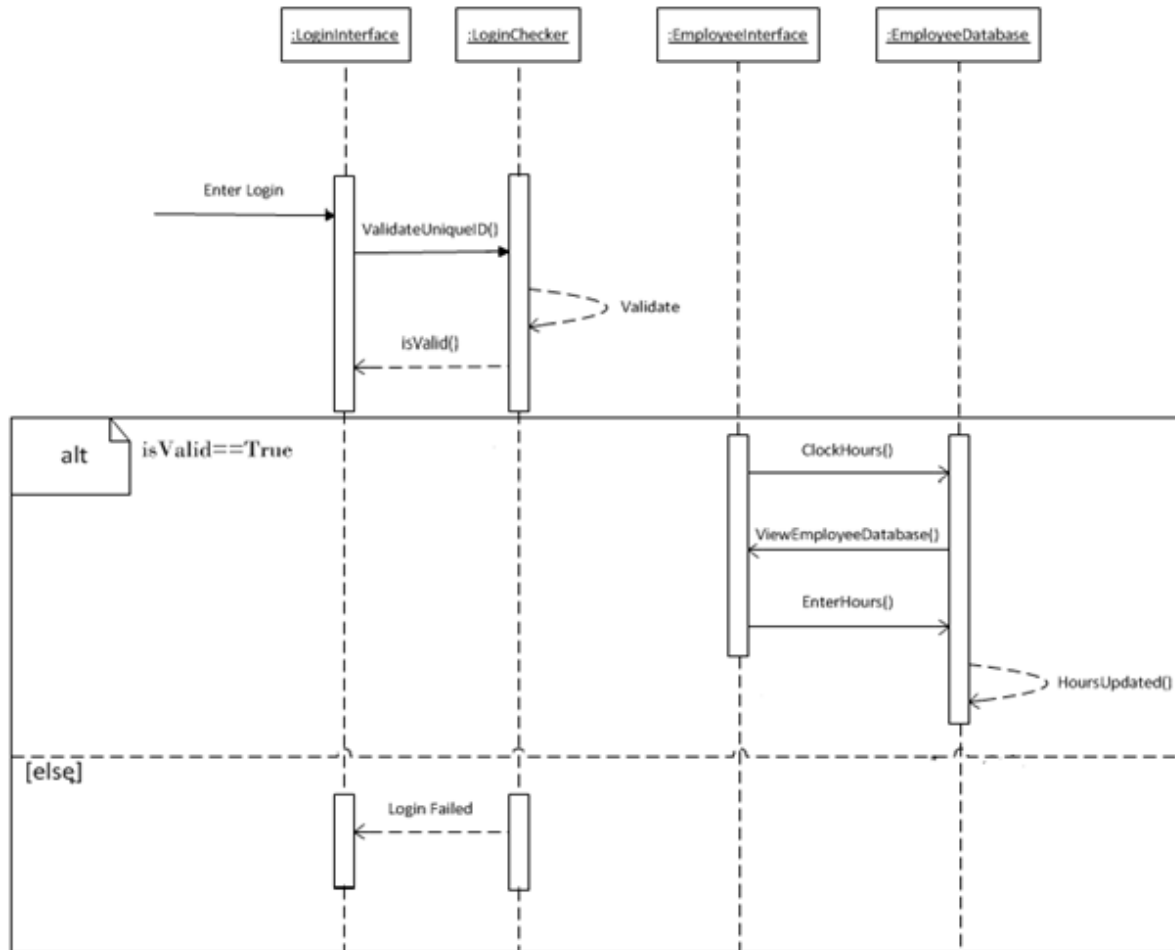 :LoginInterface
:LoginChecker
:EmployeeInterface
:EmployeeDatabase
Enter Login
ValidateUniqueID()
Validate
isValid()
alt
isValid==True
ClockHours()
ViewEmployeeDatabase()
EnterHours()
HoursUpdated()
[else]
Login Failed